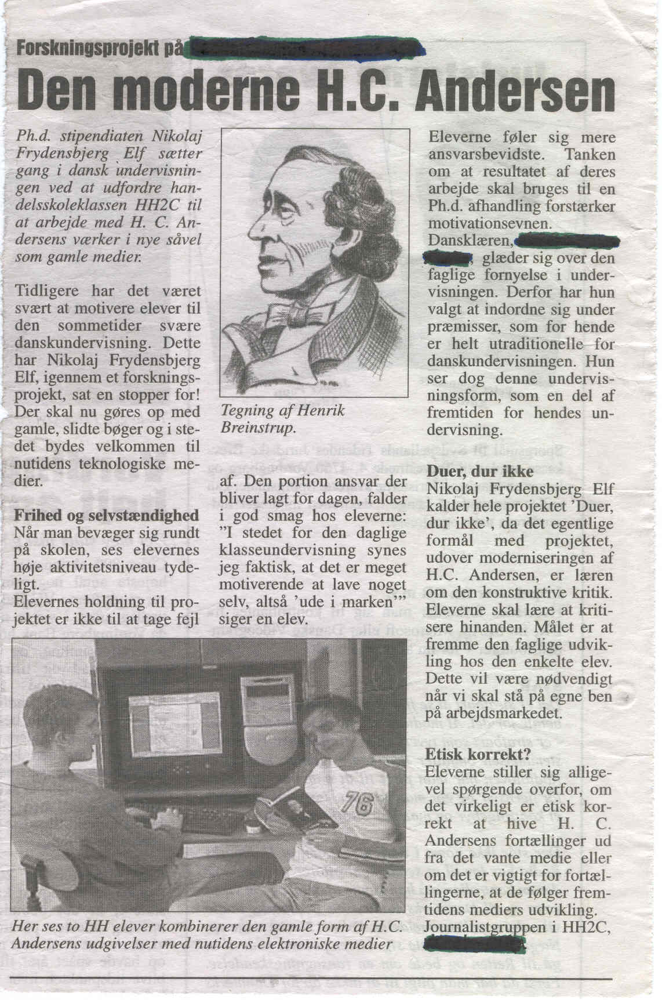 Forskningsprojekt på
Den moderne H.C. Andersen
Ph.d. stipendiaten Nikolaj
Frydensbjerg Elf sætter
gang i dansk undervisnin-
gen ved at udfordre han-
delsskoleklassen HH2C til
at arbejde med H. C. An-
dersens værker i nye såvel
som gamle medier.
Tidligere har det været
svært at motivere elever til
den sommetider svære
danskundervisning. Dette
har Nikolaj Frydensbjerg
Elf, igennem et forsknings-
projekt, sat en stopper for!
Der skal nu gøres op med
gamle, slidte bøger og i ste-
det bydes velkommen til
nutidens teknologiske me-
dier.
Frihed og selvstændighed
Når man bevæger sig rundt
på skolen, ses elevernes
høje aktivitetsniveau tyde-
ligt.
Elevernes holdning til pro-
jektet er ikke til at tage fejl
Tegning af Henrik
Breinstrup.
af. Den portion ansvar der
bliver lagt for dagen, falder
i god smag hos eleverne:
”I stedet for den daglige
klasseundervisning synes
jeg faktisk, at det er meget
motiverende at lave noget
selv, altså ’ude i marken’”
siger en elev.
76
Her ses to HH elever kombinerer den gamle form af H.C.
Andersens udgivelser med nutidens elektroniske medier
Eleverne føler sig mere
ansvarsbevidste. Tanken
om at resultatet af deres
arbejde skal bruges til en
Ph.d. afhandling forstærker
motivationsevnen.
Dansklæren,
, glæder sig over den
faglige fornyelse i under-
visningen. Derfor har hun
valgt at indordne sig under
præmisser, som for hende
er helt utraditionelle for
danskundervisningen. Hun
ser dog denne undervis-
ningsform, som en del af
fremtiden for hendes un-
dervisning.
Duer, dur ikke
Nikolaj Frydensbjerg Elf
kalder hele projektet ’Duer,
dur ikke’, da det egentlige
formål med projektet,
udover moderniseringen af
H.C. Andersen, er læren
om den konstruktive kritik.
Eleverne skal lære at kriti-
sere hinanden. Målet er at
fremme den faglige udvik-
ling hos den enkelte elev.
Dette vil være nødvendigt
når vi skal stå på egne ben
på arbejdsmarkedet.
Etisk korrekt?
Eleverne stiller sig allige-
vel spørgende overfor, om
det virkeligt er etisk kor-
rekt at hive H. C.
Andersens fortællinger ud
fra det vante medie eller
om det er vigtigt for fortæl-
lingerne, at de følger frem-
tidens mediers udvikling.
Journalistgruppen i HH2C,